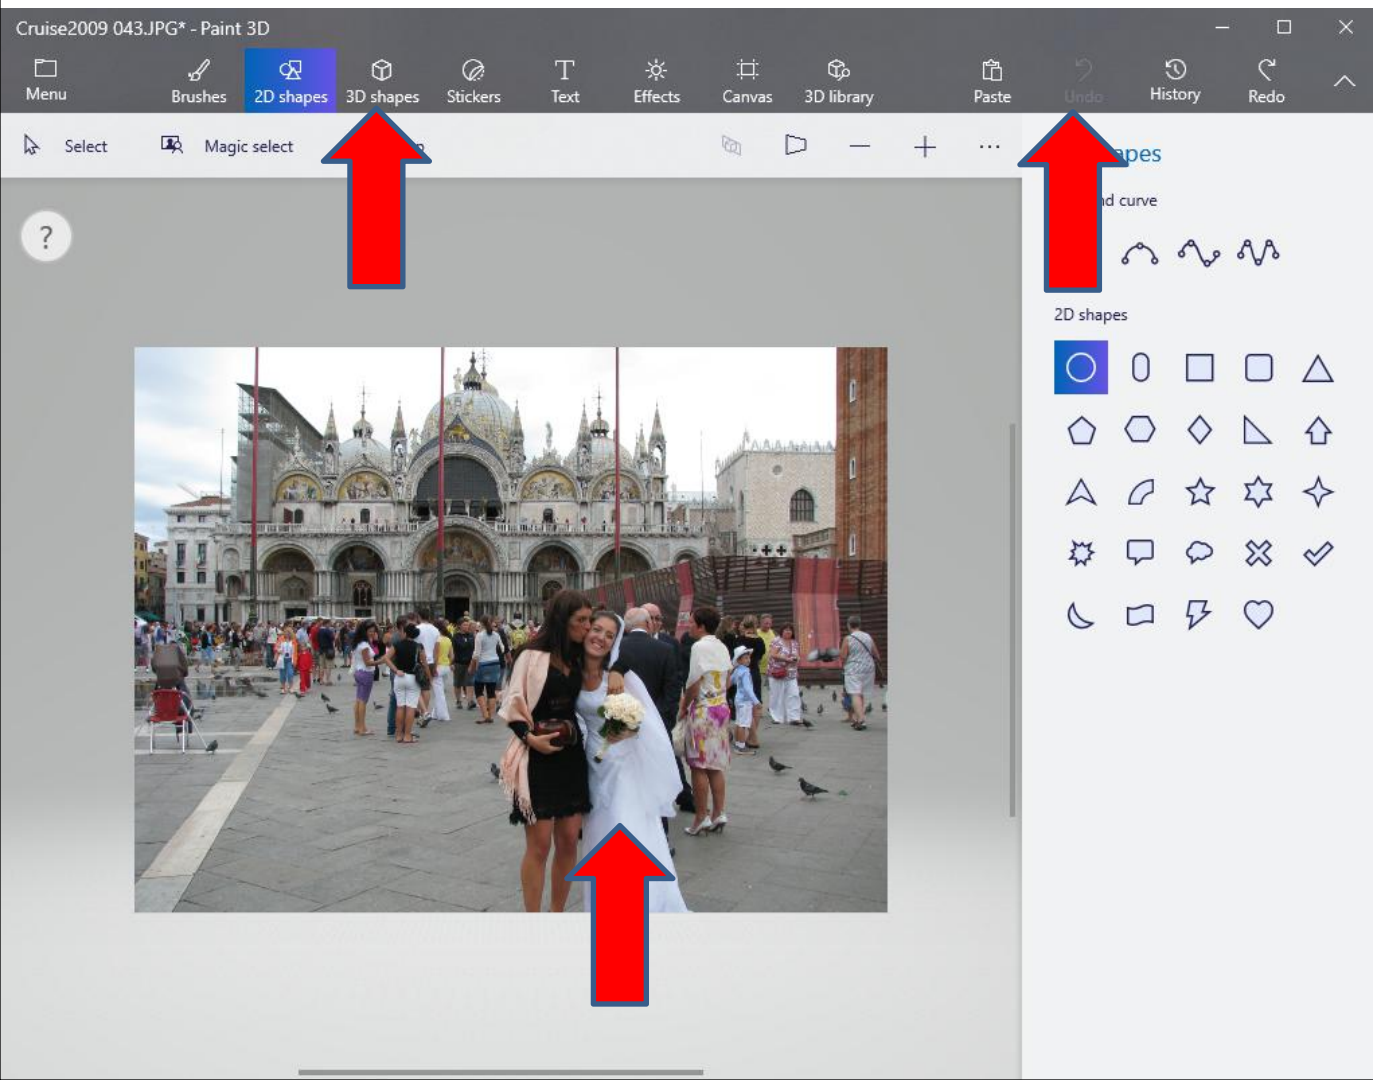 Cruise2009 043.JPG* - Paint 3D
Menu
Brushes
2D shapes
3D shapes
Stickers
Text
Effects
Canvas
3D library
Paste
Undo
History
Redo
Select
Magic select
?
curve
2D shapes